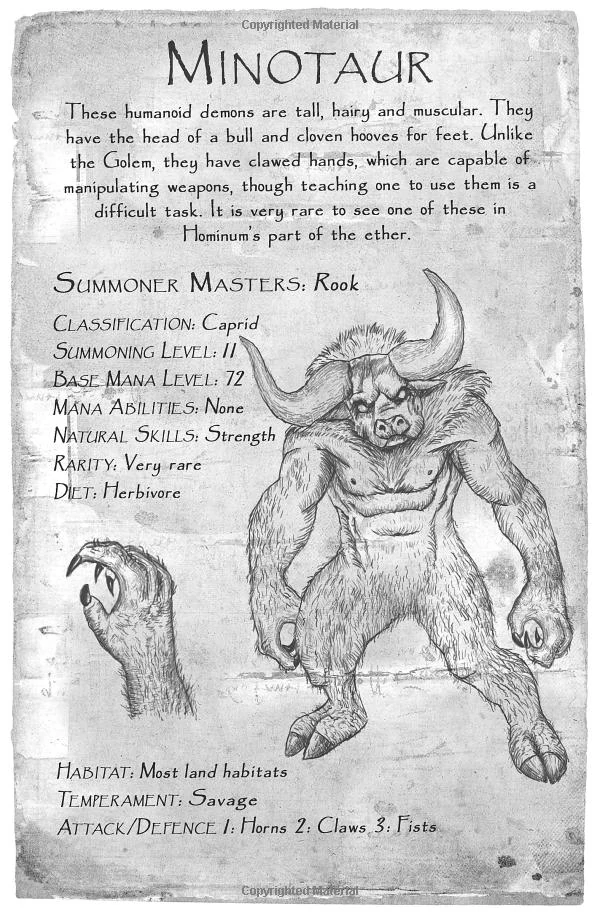 Copyrighted Material
MINOTAUR
These humanoid demons are tall, hairy and muscular. They
have the head of a bull and cloven hooves for feet. Unlike
the Golem, they have clawed hands, which are capable of
manipulating weapons, though teaching one to use them is a
difficult task. It is very rare to see one of these in
Hominum's part of the ether.
SUMMONER MASTERS: Rook
CLASSIFICATION: Caprid
SUMMONING LEVEL: 11
BASE MANA LEVEL: 72
MANA ABILITIES: None
NATURAL SKILLS: Strength
RARITY: Very rare
DIET: Herbivore
HABITAT: Most land habitats
TEMPERAMENT: Savage
ATTACK/DEFENCE 1: Horns 2: Claws 3: Fists
Copyrighted Material